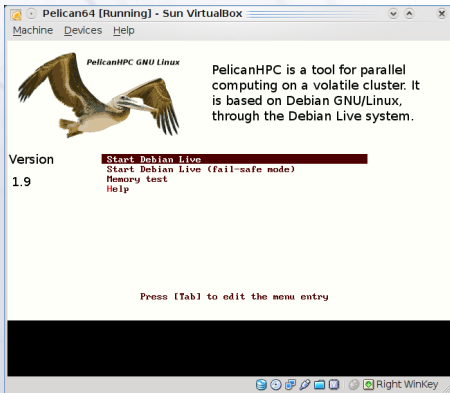 Pelican64 [Running] - Sun VirtualBox
Machine Devices Help
PelicanHPC GNU Linux
PelicanHPC is a tool for parallel
computing on a volatile cluster. It
is based on Debian GNU/Linux,
through the Debian Live system.
Version
1.9
Start Debian Live
Start Debian Live (fail-safe mode)
Memory test
Help
Press [Tab] to edit the menu entry
Right WinKey